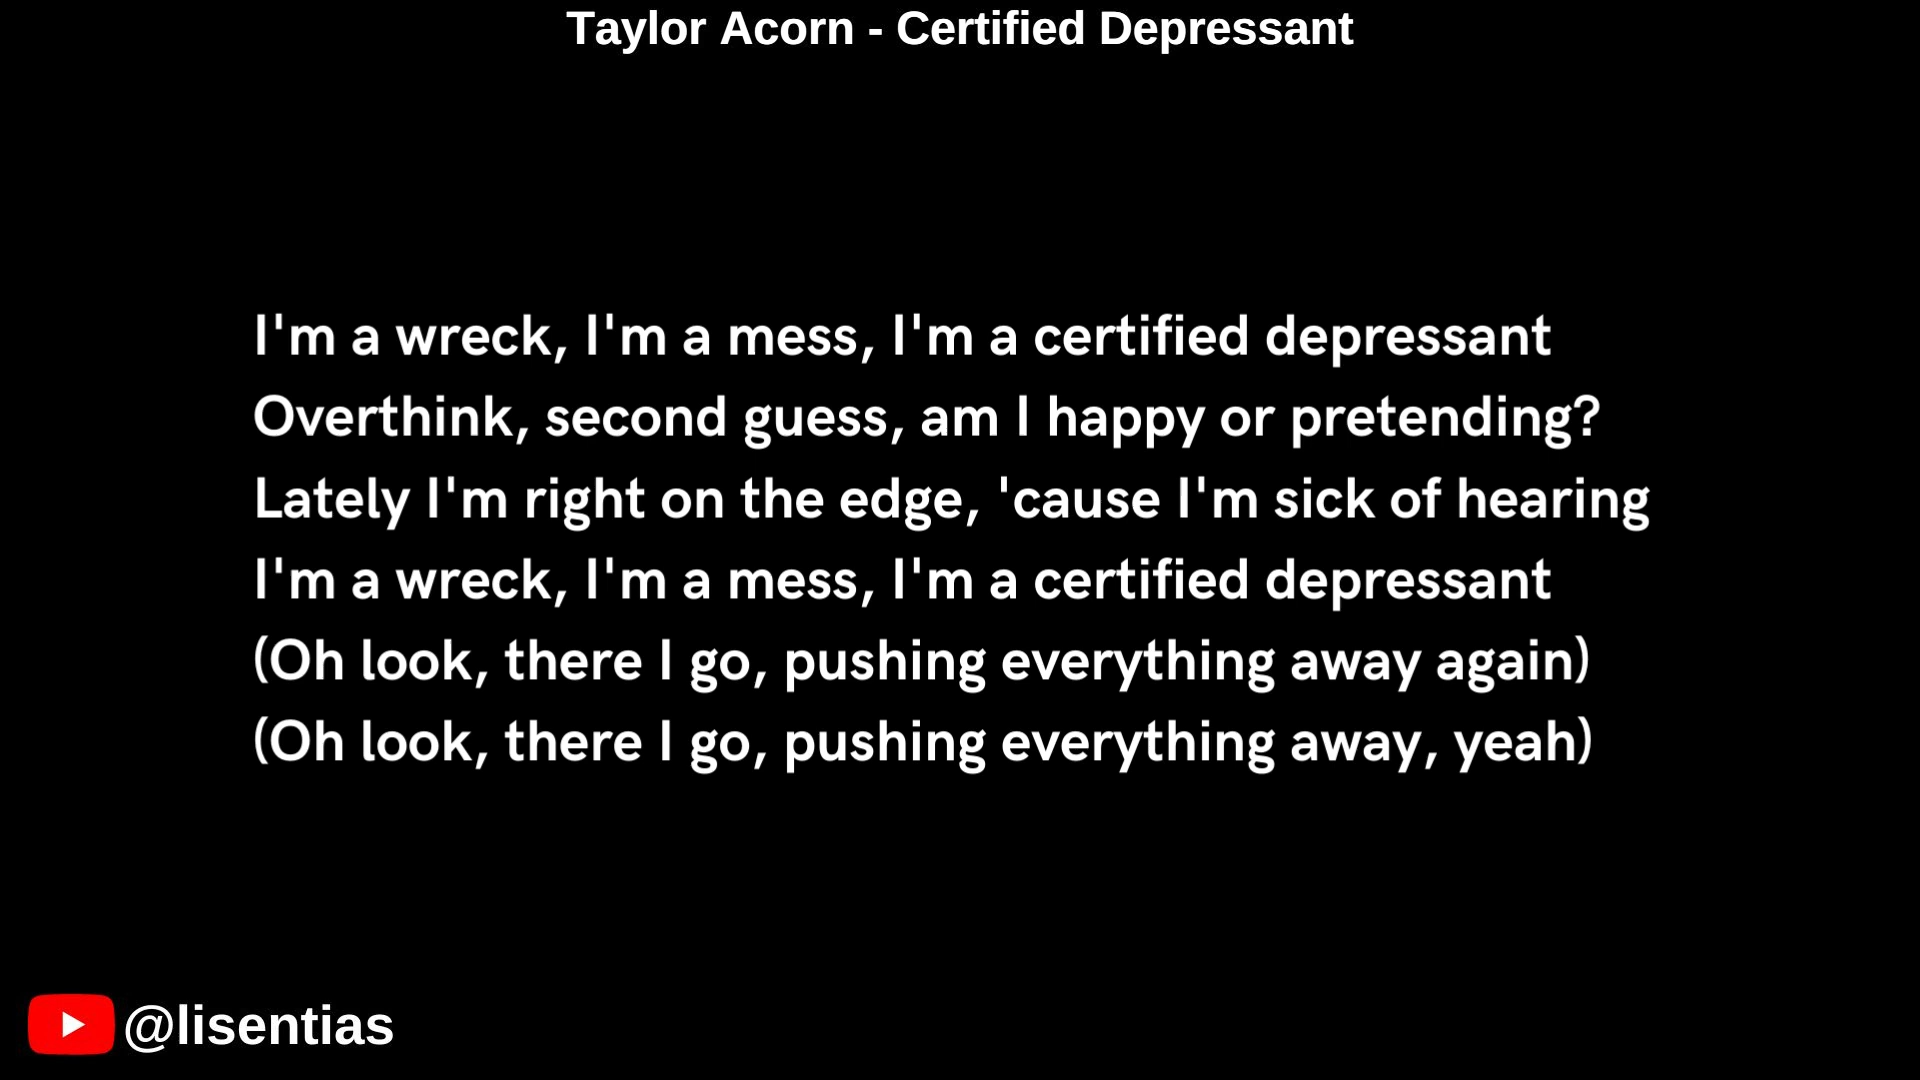 Taylor Acorn - Certified Depressant
I'm a wreck, I'm a mess, I'm a certified depressant
Overthink, second guess, am I happy or pretending?
Lately I'm right on the edge, 'cause I'm sick of hearing
I'm a wreck, I'm a mess, I'm a certified depressant
(Oh look, there I go, pushing everything away again)
(Oh look, there I go, pushing everything away, yeah)
@lisentias